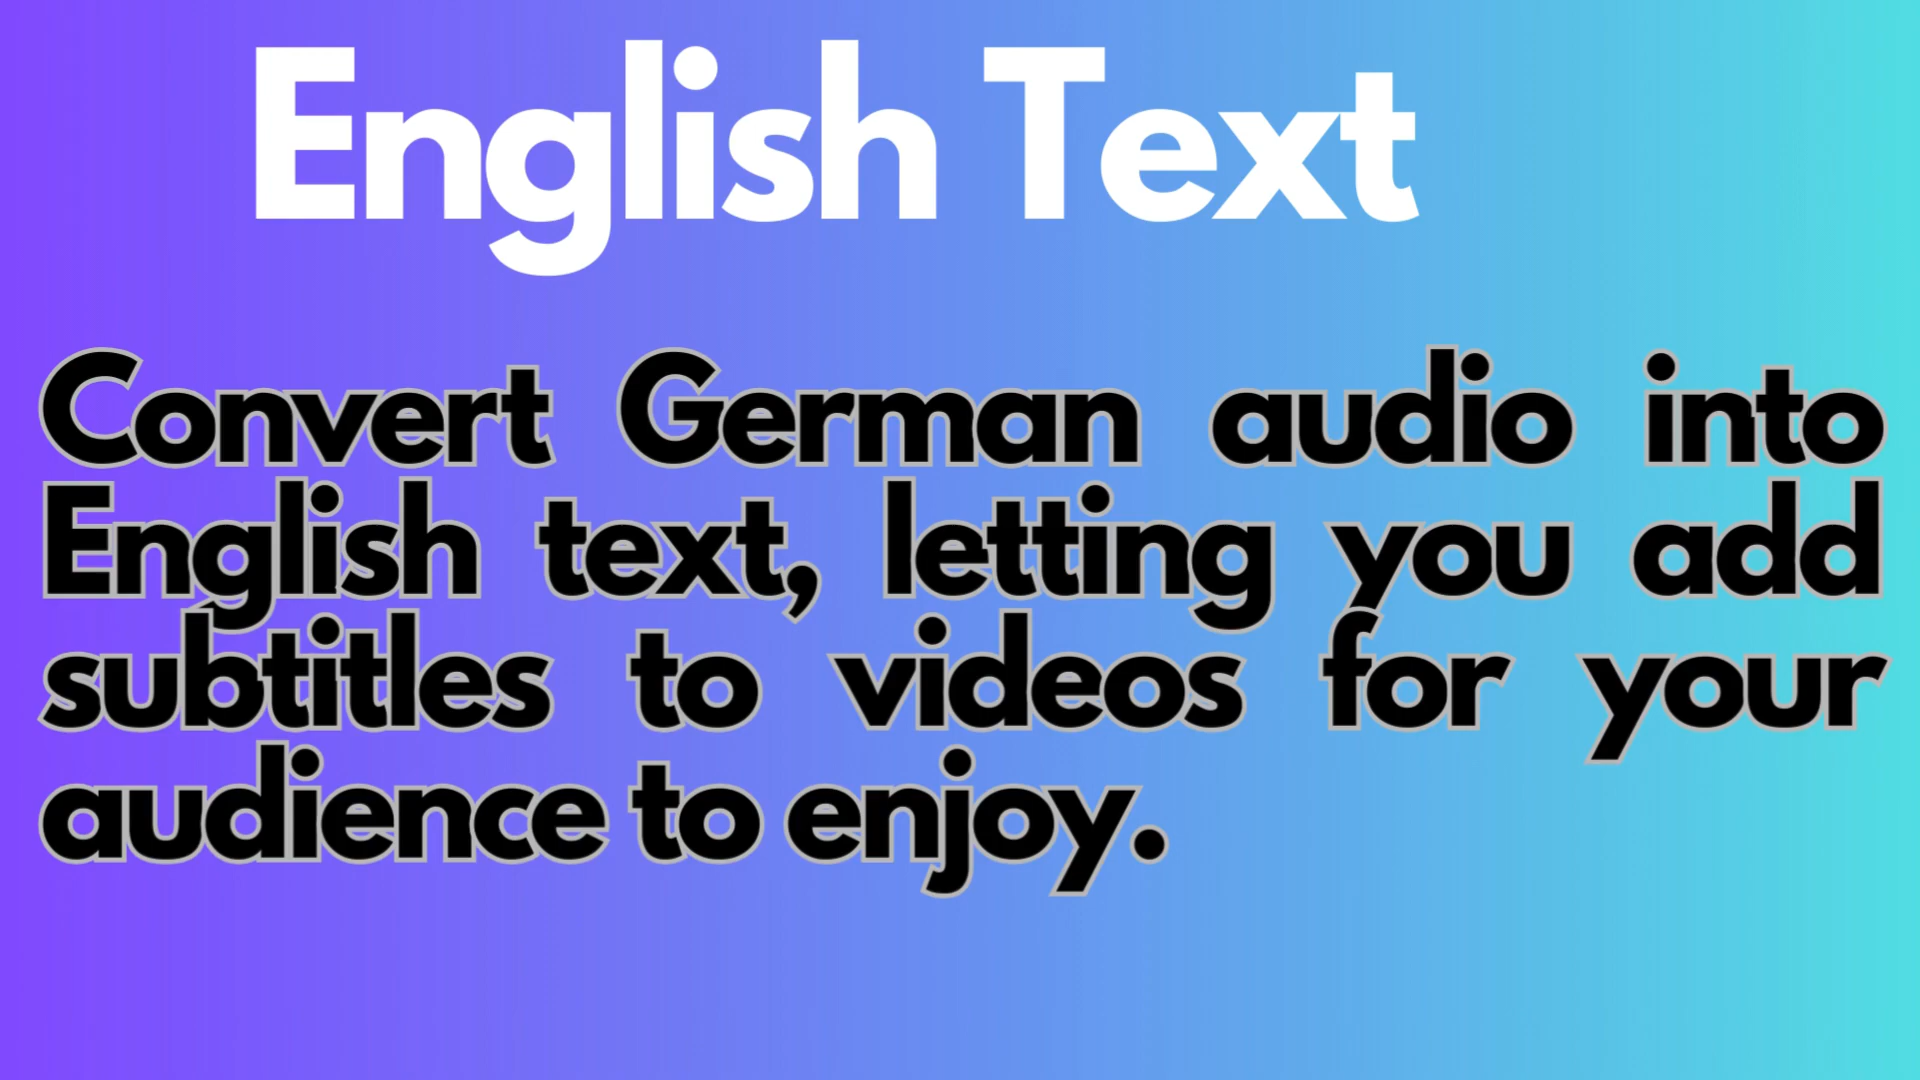 English Text
Convert German audio into
English text, letting you add
subtitles to videos for your
audience to enjoy.